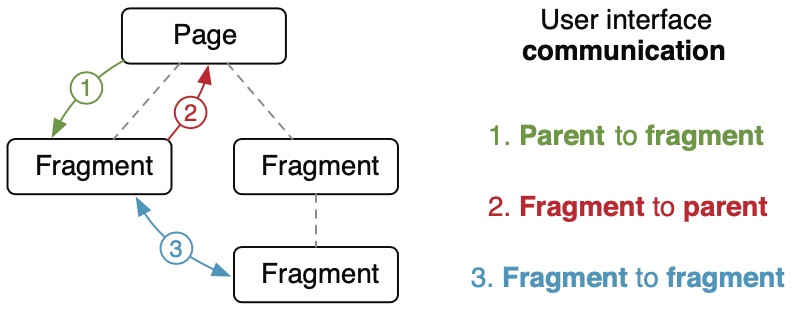 Page
1
2
Fragment
Fragment
3
Fragment
User interface
communication
1. Parent to fragment
2. Fragment to parent
3. Fragment to fragment